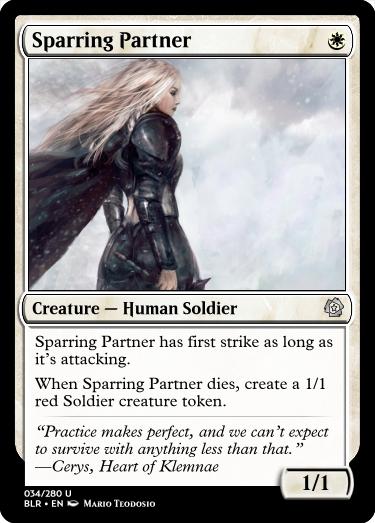 Sparring Partner
Creature — Human Soldier
Sparring Partner has first strike as long as
it's attacking.
When Sparring Partner dies, create a 1/1
red Soldier creature token.
"Practice makes perfect, and we can't expect
to survive with anything less than that."
—Cerys, Heart of Klemnae
1/1
034/280 U
BLR • EN Mario Teodosio